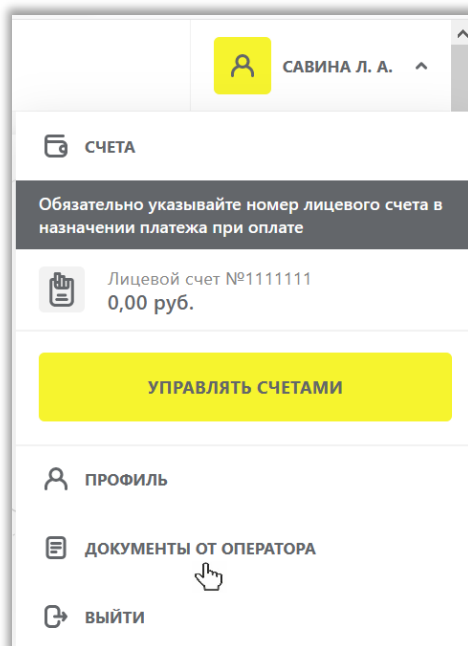 САВИНА Л. А.
СЧЕТА
Обязательно указывайте номер лицевого счета в
назначении платежа при оплате
Лицевой счет №1111111
0,00 руб.
УПРАВЛЯТЬ СЧЕТАМИ
ПРОФИЛЬ
ДОКУМЕНТЫ ОТ ОПЕРАТОРА
ВЫЙТИ